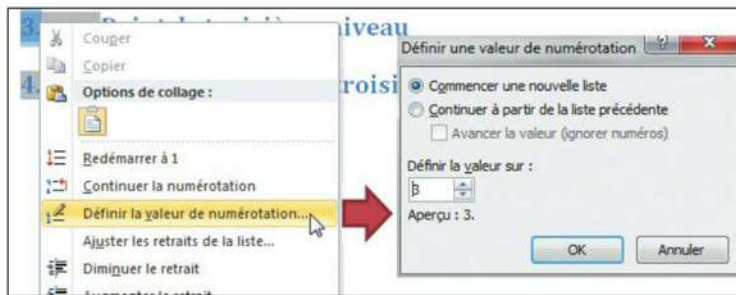 3.
niveau
Couper
Copier
4.
Options de collage :
troisi
Redémarrer à 1
Continuer la numérotation
Définir la valeur de numérotation...
Ajuster les retraits de la liste...
Diminuer le retrait
Définir une valeur de numérotation
Commencer une nouvelle liste
Continuer à partir de la liste précédente
Avancer la valeur (ignorer numéros)
Définir la valeur sur :
3
Aperçu : 3.
OK Annuler